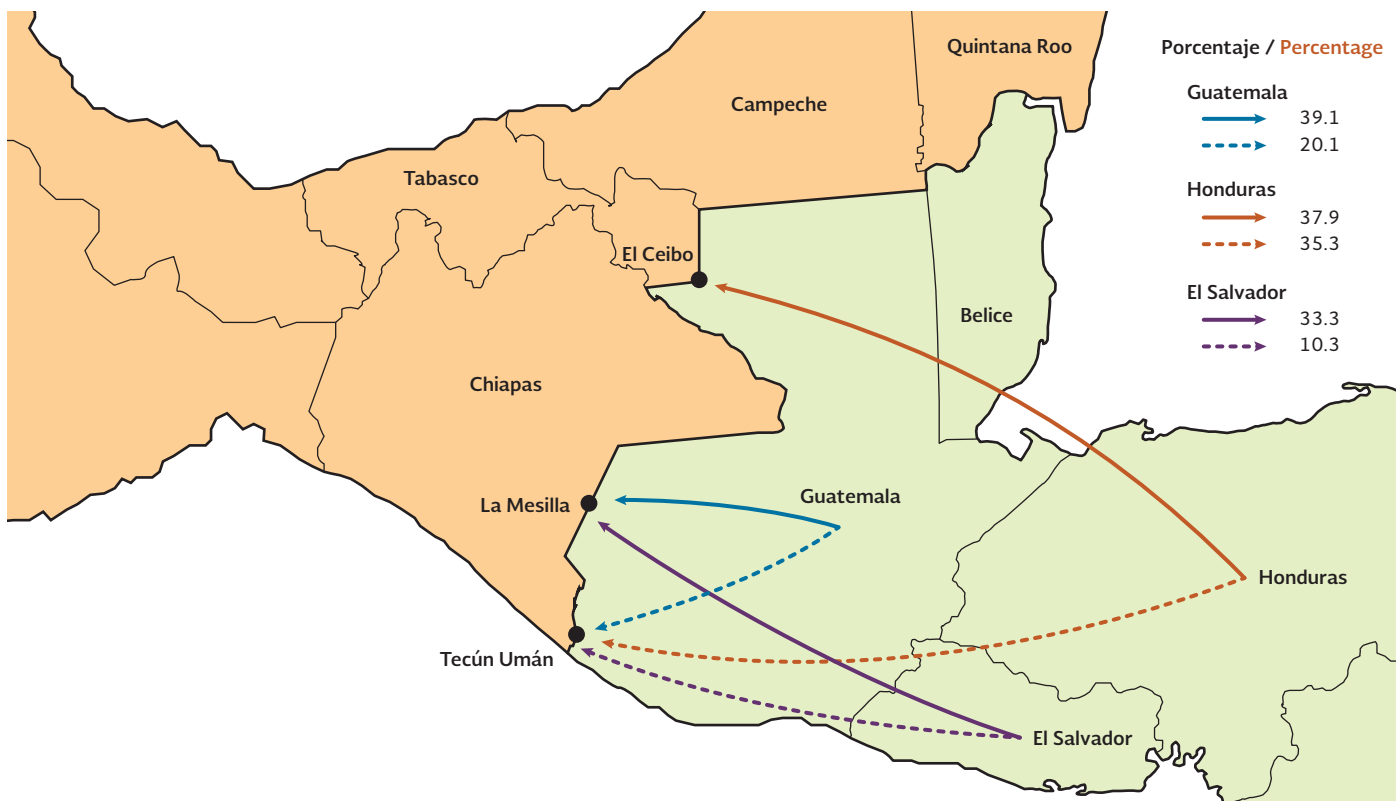 Quintana Roo
Campeche
Tabasco
El Ceibo
Belice
Chiapas
La Mesilla
Guatemala
Honduras
Tecún Umán
El Salvador
Porcentaje / Percentage
Guatemala
39.1
20.1
Honduras
37.9
35.3
El Salvador
33.3
10.3